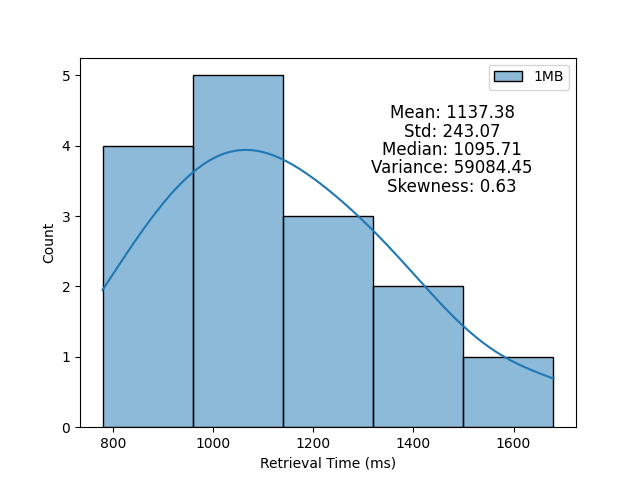 1MB
Mean: 1137.38
Std: 243.07
Median: 1095.71
Variance: 59084.45
Skewness: 0.63
5
4
3
2
1
0
Count
800 1000 1200 1400 1600
Retrieval Time (ms)